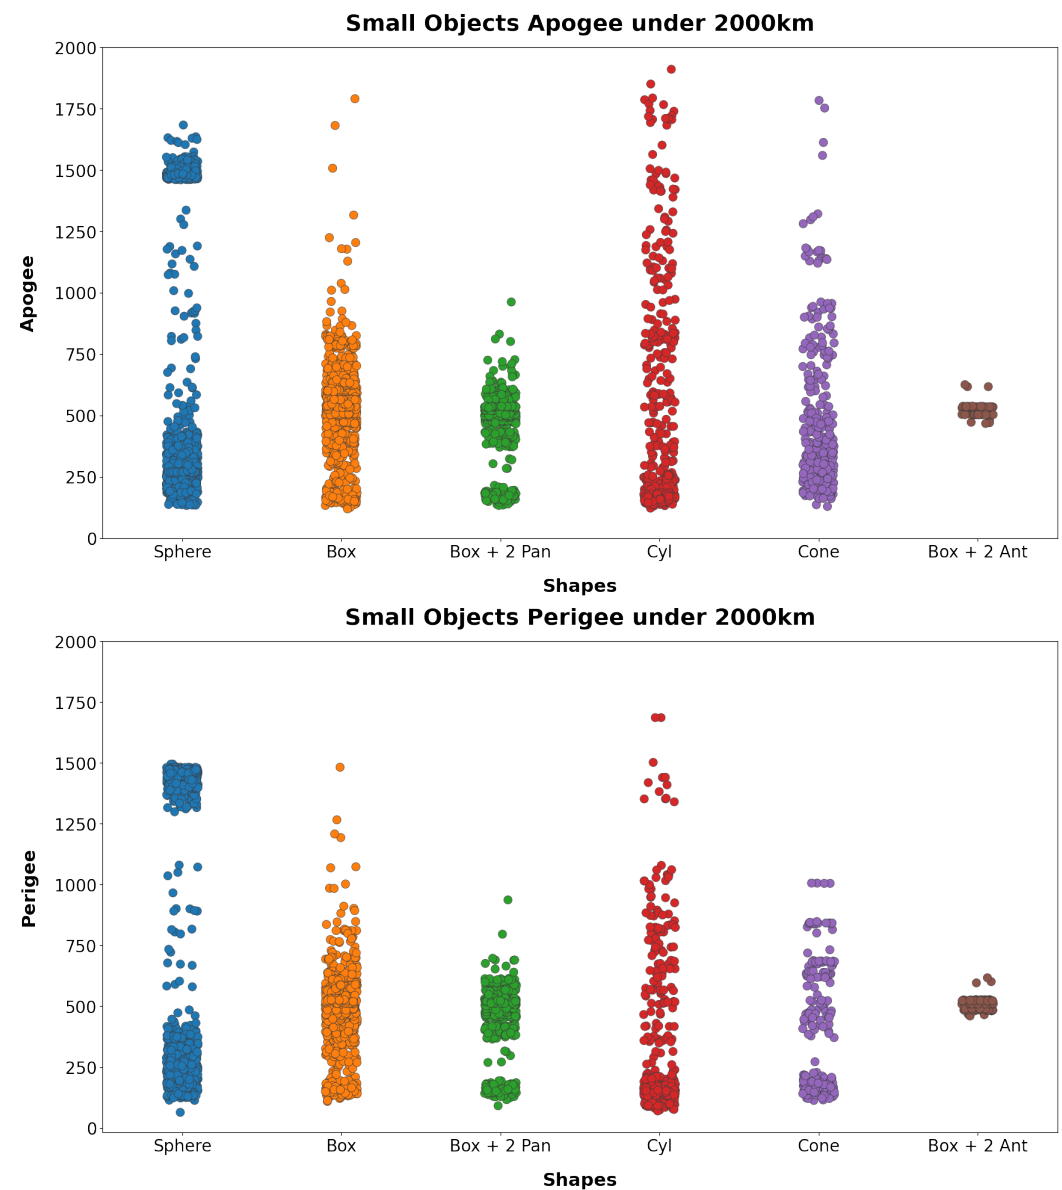 Small Objects Apogee under 2000km
2000
1750
1500
1250
1000
750
500
250
0
Apogee
Sphere Box Box + 2 Pan Cyl Cone Box + 2 Ant
Shapes
Small Objects Perigee under 2000km
2000
1750
1500
1250
1000
750
500
250
0
Perigee
Sphere Box Box + 2 Pan Cyl Cone Box + 2 Ant
Shapes